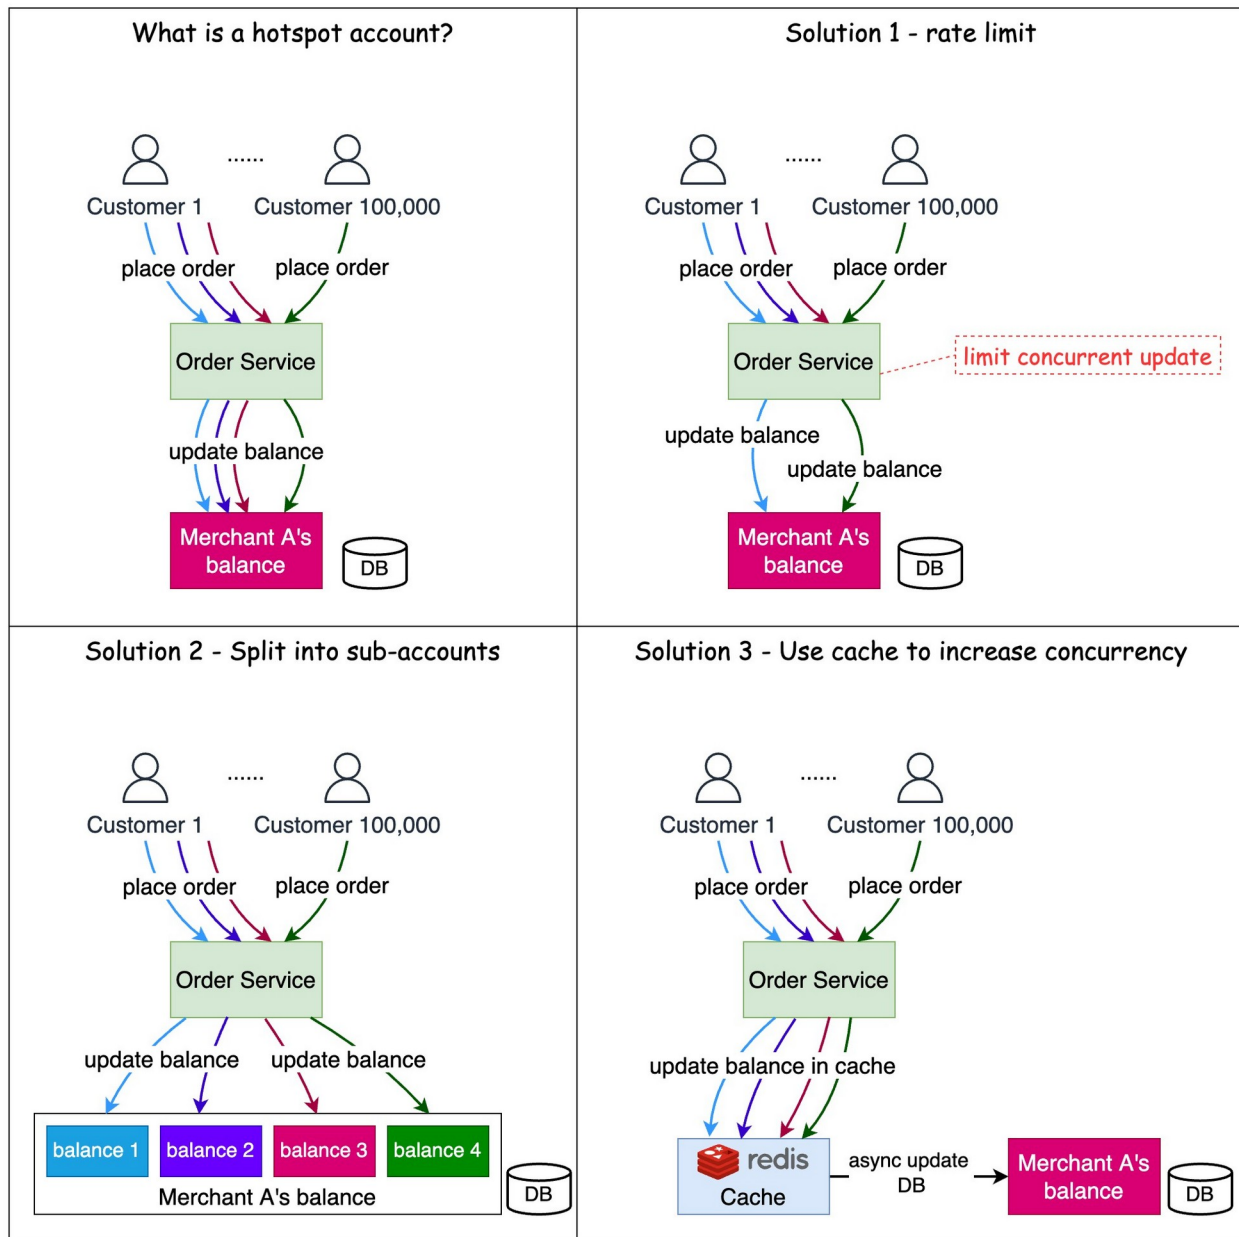 What is a hotspot account?
......
Customer 1
Customer 100,000
place order
place order
Order Service
update balance
Merchant A's
balance
DB
Solution 1 - rate limit
......
Customer 1
Customer 100,000
place order
place order
Order Service
limit concurrent update
update balance
update balance
Merchant A's
balance
DB
Solution 2 - Split into sub-accounts
......
Customer 1
Customer 100,000
place order
place order
Order Service
update balance
update balance
balance 1
balance 2
balance 3
balance 4
Merchant A's balance
DB
Solution 3 - Use cache to increase concurrency
......
Customer 1
Customer 100,000
place order
place order
Order Service
update balance in cache
redis
Cache
async update
DB
Merchant A's
balance
DB